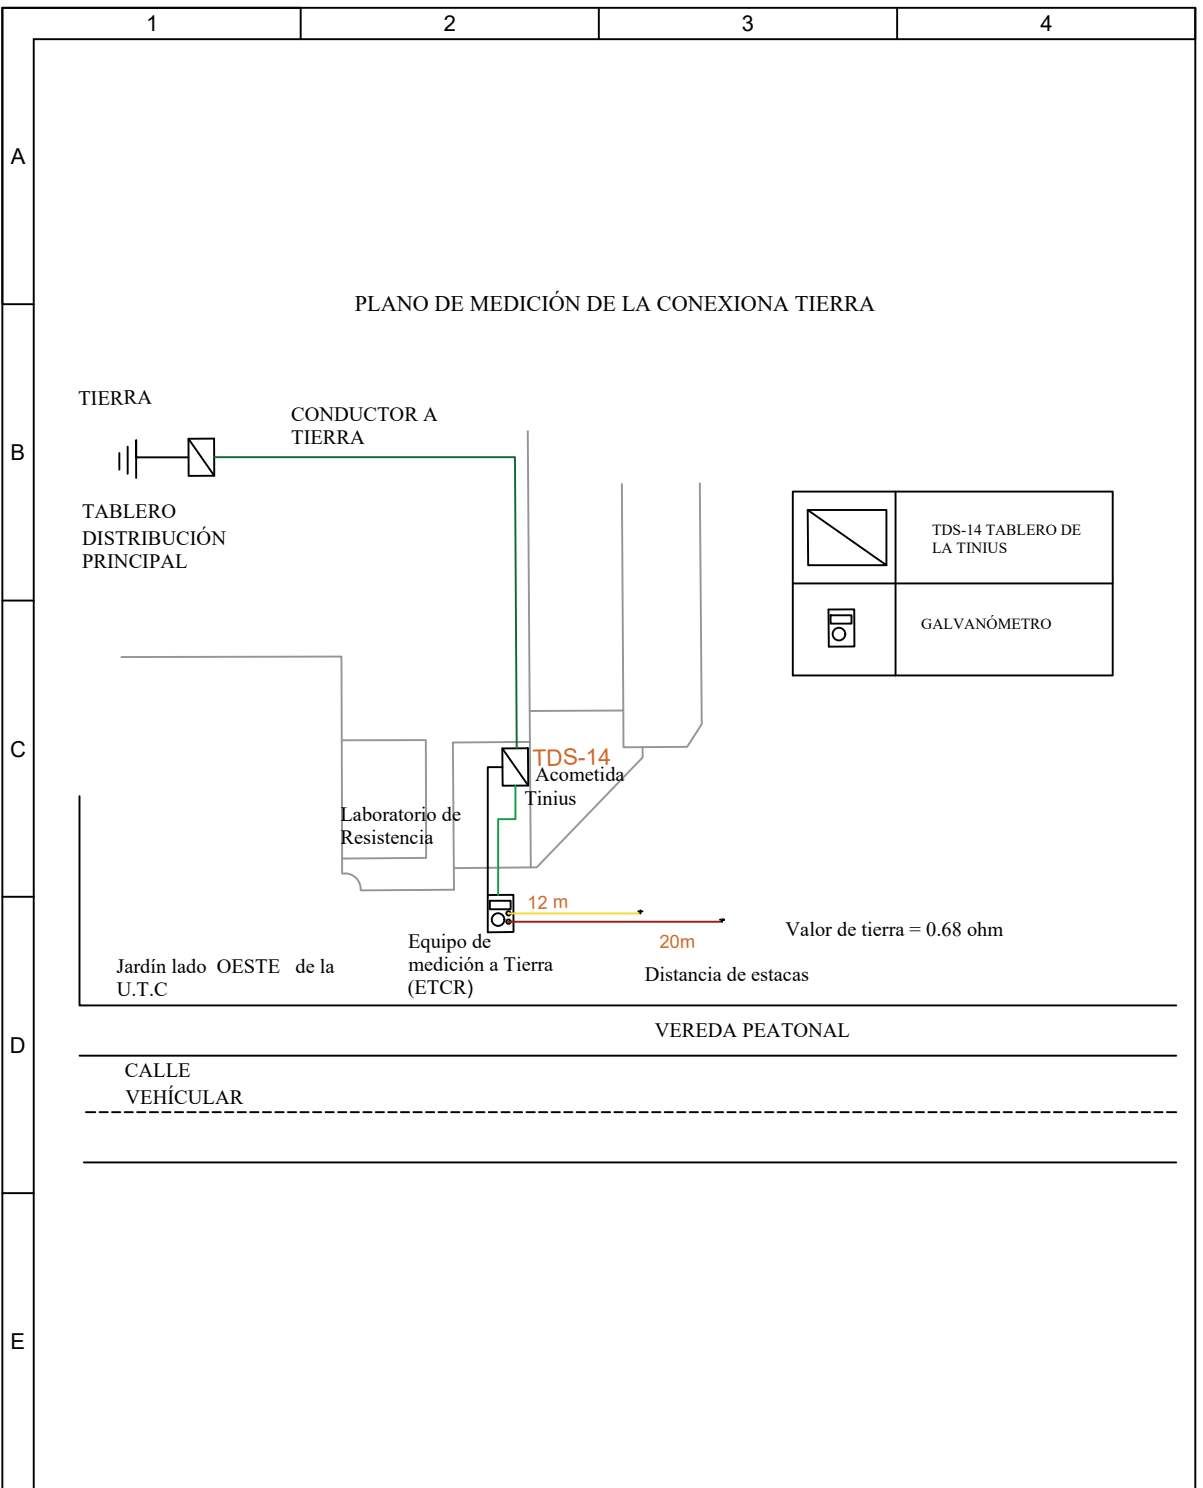 1 2 3 4
A
PLANO DE MEDICIÓN DE LA CONEXIONA TIERRA
TIERRA
CONDUCTOR A
TIERRA
B
TABLERO
DISTRIBUCIÓN
PRINCIPAL
TDS-14 TABLERO DE
LA TINIUS
GALVANÓMETRO
C
TDS-14
Acometida
Tinius
Laboratorio de
Resistencia
12 m
20m
Valor de tierra = 0.68 ohm
Equipo de
medición a Tierra
(ETCR)
Distancia de estacas
Jardín lado OESTE de la
U.T.C
D
VEREDA PEATONAL
CALLE
VEHÍCULAR
E